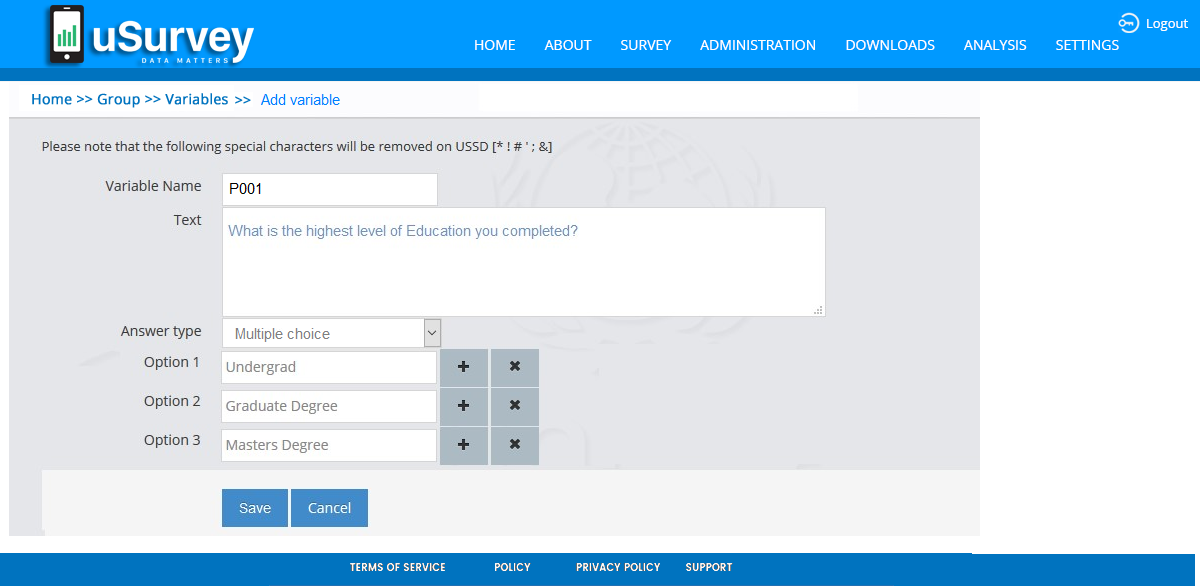 uSurvey
DATA MATTERS
Logout
HOME ABOUT SURVEY ADMINISTRATION DOWNLOADS ANALYSIS SETTINGS
Home >> Group >> Variables >> Add variable
Please note that the following special characters will be removed on USSD [* ! # ' ; &]
Variable Name P001
Text What is the highest level of Education you completed?
Answer type Multiple choice
Option 1 Undergrad
Option 2 Graduate Degree
Option 3 Masters Degree
Save Cancel
TERMS OF SERVICE POLICY PRIVACY POLICY SUPPORT